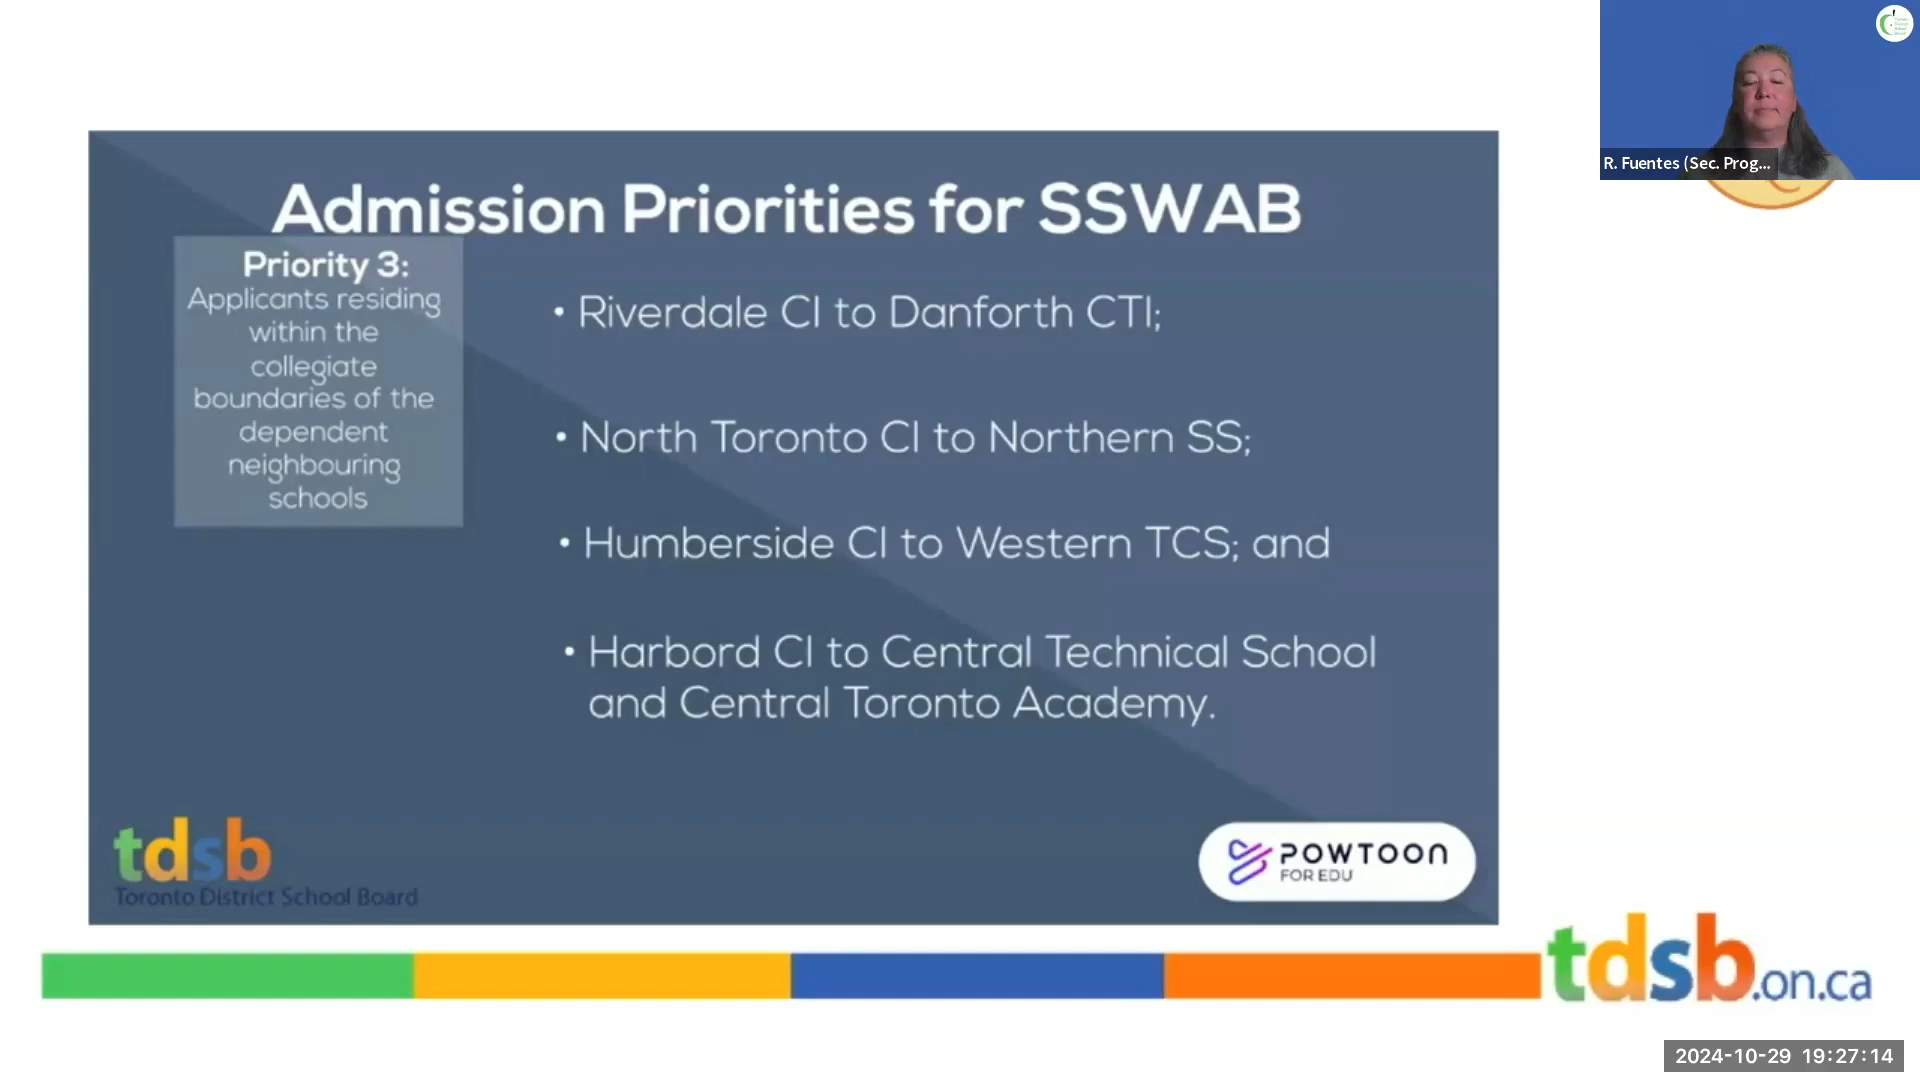 Admission Priorities for SSWAB
Priority 3:
Applicants residing
within the
collegiate
boundaries of the
dependent
neighbouring
schools
• Riverdale CI to Danforth CTI;
• North Toronto CI to Northern SS;
• Humberside CI to Western TCS; and
• Harbord CI to Central Technical School
and Central Toronto Academy.
tdsb
Toronto District School Board
POWTOON
FOR EDU
R. Fuentes (Sec. Prog...
tdsb.on.ca
2024-10-29 19:27:14